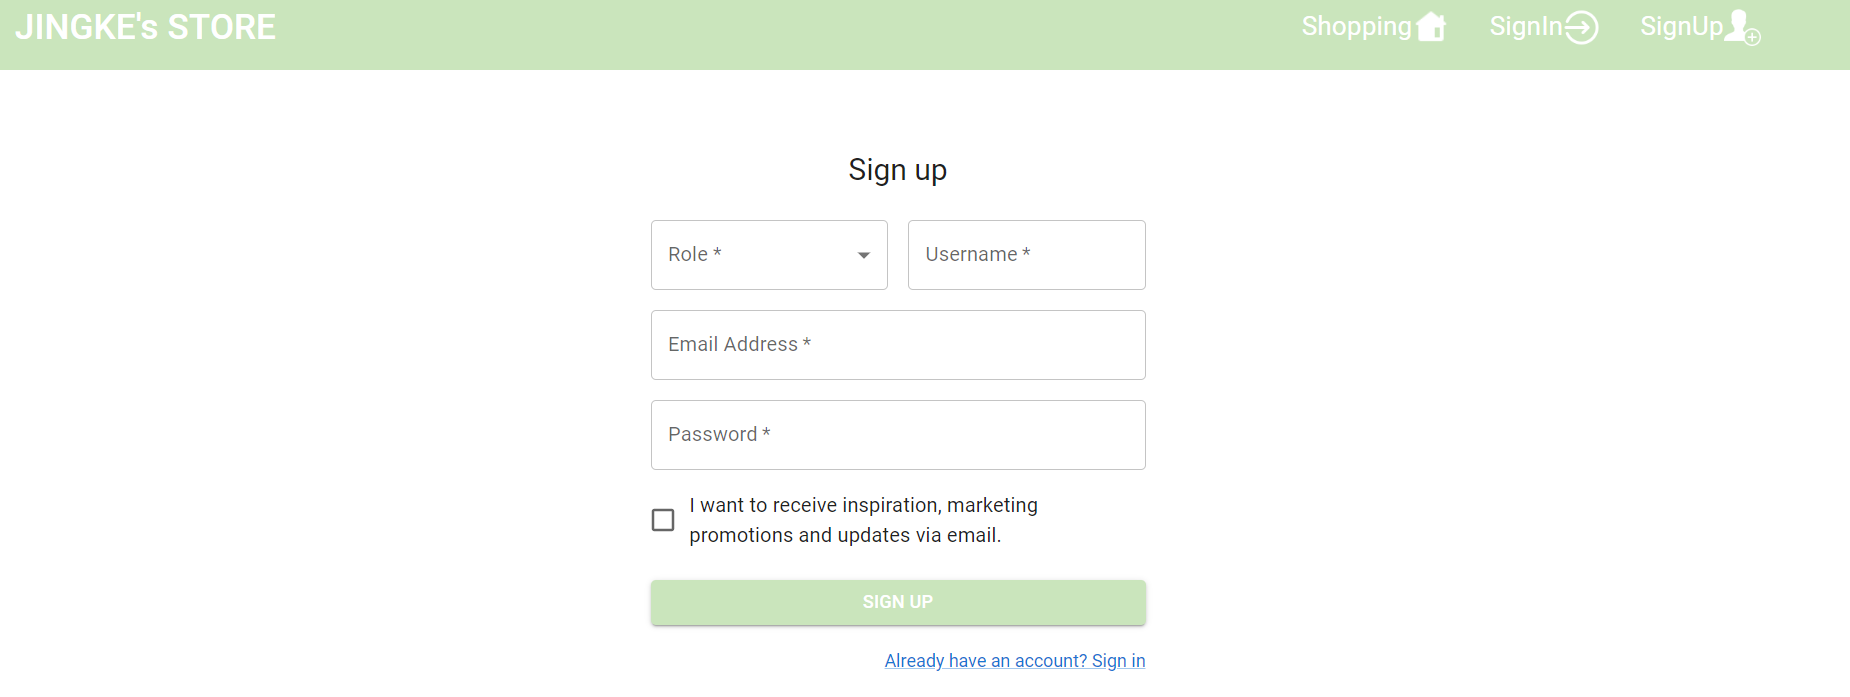 JINGKE's STORE
Shopping
SignIn
SignUp
Sign up
Role *
Username *
Email Address *
Password *
I want to receive inspiration, marketing
promotions and updates via email.
SIGN UP
Already have an account? Sign in